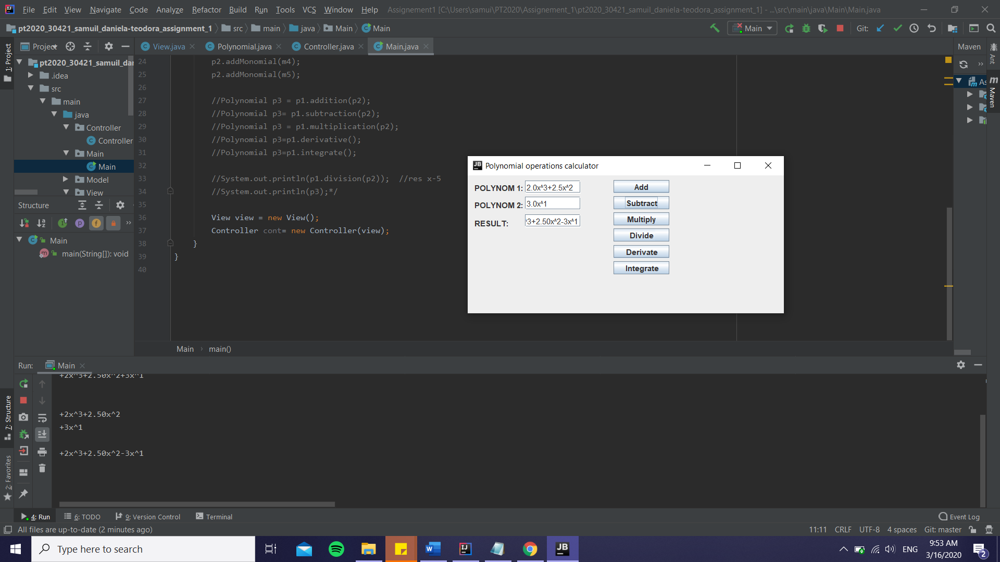 File Edit View Navigate Code Analyze Refactor Build Run Tools VCS Window Help Assignement1 [C:\Users\samui\PT2020\Assignement_1\pt2020_30421_samuil_daniela-teodora_assignment_1] - ...\src\main\java\Main\Main.java
pt2020_30421_samuil_daniela-teodora_assignment_1 src main java Main Main
Main
Git:
1: Project
Project
View.java
Polynomial.java
Controller.java
Main.java
Maven
Ant
Maven
pt2020_30421_samuil_dan
.idea
src
main
java
Controller
Controller
Main
Main
Model
View
As
24 p2.addMonomial(m4);
25 p2.addMonomial(m5);
26
27 //Polynomial p3 = p1.addition(p2);
28 //Polynomial p3= p1.subtraction(p2);
29 //Polynomial p3 = p1.multiplication(p2);
30 //Polynomial p3=p1.derivative();
31 //Polynomial p3=p1.integrate();
32
33 //System.out.println(p1.division(p2)); //res x-5
34 //System.out.println(p3);*/
35
36 View view = new View();
37 Controller cont= new Controller(view);
38 }
39 }
40
Main main()
Structure
Main
main(String[]): void
Polynomial operations calculator
POLYNOM 1: 2.0x^3+2.5x^2 Add
POLYNOM 2: 3.0x^1 Subtract
RESULT: ^3+2.50x^2-3x^1 Multiply
Divide
Derivate
Integrate
Run: Main
+2x^3+2.50x^2+3x^1
+2x^3+2.50x^2
+3x^1
+2x^3+2.50x^2-3x^1
7: Structure
2: Favorites
4: Run 6: TODO 9: Version Control Terminal Event Log
All files are up-to-date (2 minutes ago) 11:11 CRLF UTF-8 4 spaces Git: master
Type here to search
ENG
9:53 AM
3/16/2020
2